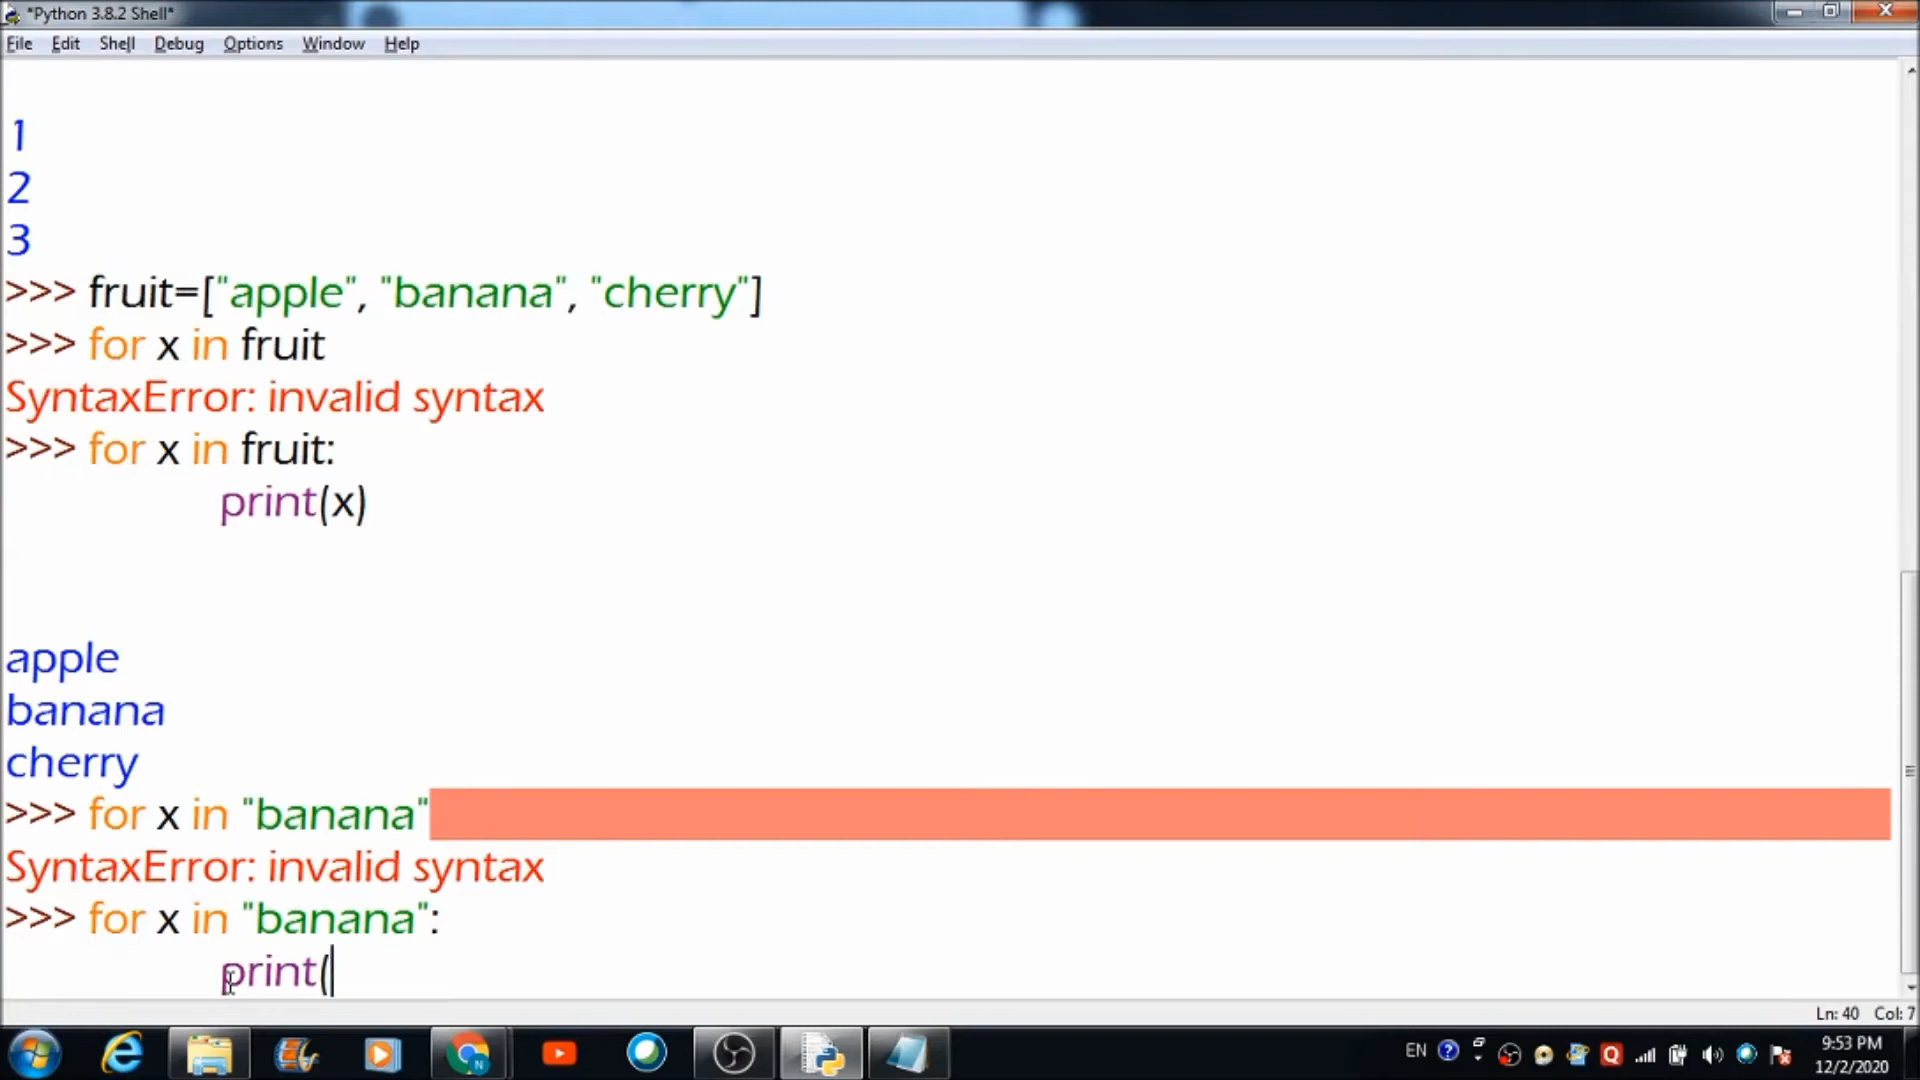 *Python 3.8.2 Shell*
File Edit Shell Debug Options Window Help
1
2
3
>>> fruit=["apple", "banana", "cherry"]
>>> for x in fruit
SyntaxError: invalid syntax
>>> for x in fruit:
print(x)
apple
banana
cherry
>>> for x in "banana"
SyntaxError: invalid syntax
>>> for x in "banana":
print(
Ln: 40 Col: 7
EN
9:53 PM
12/2/2020